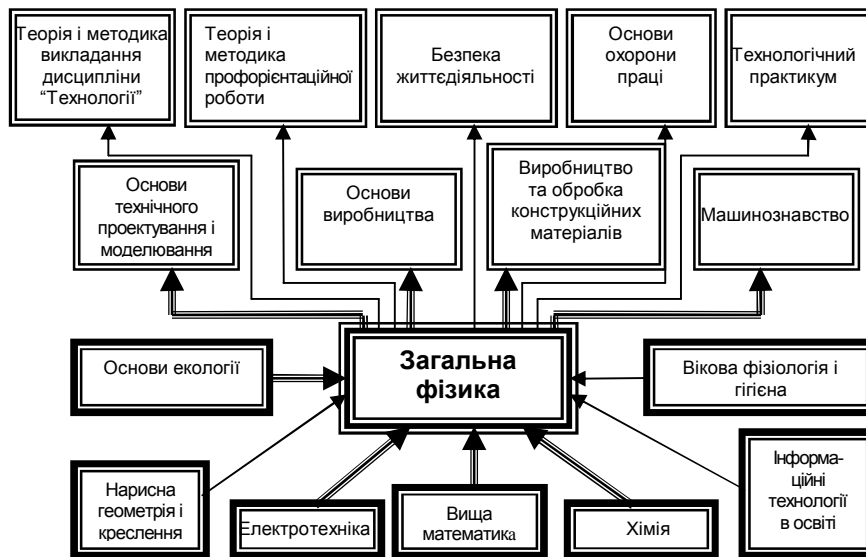 Теорія і методика
викладання
дисципліни
“Технології”
Теорія і
методика
профорієнтаційної
роботи
Безпека
життєдіяльності
Основи
охорони
праці
Технологічний
практикум
Основи
технічного
проектування і
моделювання
Основи
виробництва
Виробництво
та обробка
конструкційних
матеріалів
Машинознавство
Основи екології
Загальна
фізика
Вікова фізіологія і
гігієна
Нарисна
геометрія і
креслення
Електротехніка
Вища
математика
Хімія
Інформа-
ційні
технології
в освіті